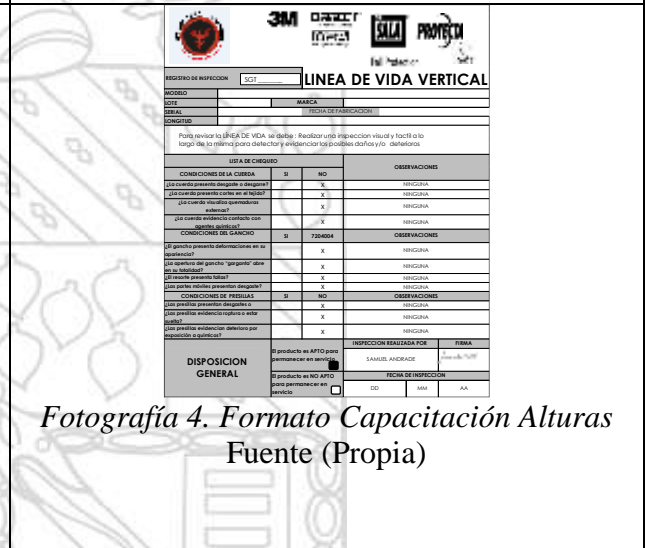 3M
SALA
PROTECTA
Fall Protection
REGISTRO DE INSPECCION SGT______ LINEA DE VIDA VERTICAL
MODELO
LOTE MARCA
SERIAL FECHA DE FABRICACION
LONGITUD
Para revisar la LINEA DE VIDA se debe : Realizar una inspeccion visual y tactil a lo
largo de la misma para detectar y evidenciar los posibles daños y/o deterioros
LISTA DE CHEQUEO OBSERVACIONES
CONDICIONES DE LA CUERDA SI NO
¿La cuerda presenta desgaste o desgarre? X NINGUNA
¿La cuerda presenta cortes en el tejido? X NINGUNA
¿La cuerda visualiza quemaduras
externas? X NINGUNA
¿La cuerda evidencia contacto con
agentes quimicos? X NINGUNA
CONDICIONES DEL GANCHO SI 7204004 OBSERVACIONES
¿El gancho presenta deformaciones en su
apariencia? X NINGUNA
¿La apertura del gancho "garganta" abre
en su totalidad? X NINGUNA
¿El resorte presenta fallas? X NINGUNA
¿Las partes móviles presentan desgaste? X NINGUNA
CONDICIONES DE PRESILLAS SI NO OBSERVACIONES
¿Las presillas presentan desgastes o X NINGUNA
¿Las presillas evidencia roptura o estar
suelta? X NINGUNA
¿Las presillas evidencian deterioro por
exposición a quimicos? X NINGUNA
DISPOSICION
GENERAL
El producto es APTO para
permanecer en servicio
INSPECCION REALIZADA POR FIRMA
SAMUEL ANDRADE
El producto es NO APTO
para permanecer en
servicio
FECHA DE INSPECCION
DD MM AA
Fotografía 4. Formato Capacitación Alturas
Fuente (Propia)